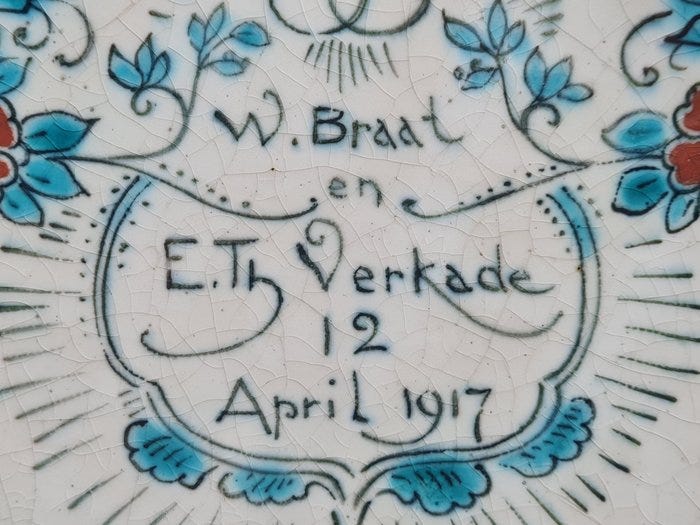 W. Braat
en
E.Th Verkade
12
April 1917